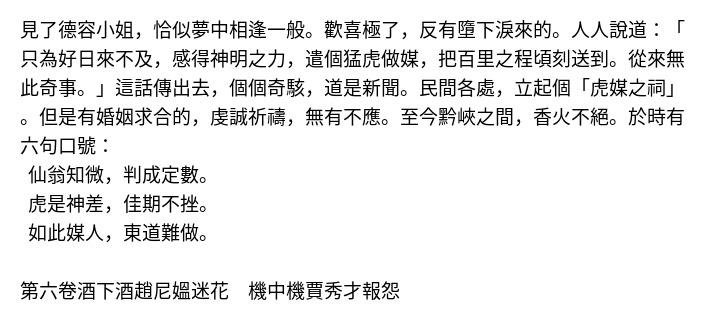 見了德容小姐，恰似夢中相逢一般。歡喜極了，反有墮下淚來的。人人說道：「
只為好日來不及，感得神明之力，遣個猛虎做媒，把百里之程頃刻送到。從來無
此奇事。」這話傳出去，個個奇駭，道是新聞。民間各處，立起個「虎媒之祠」
。但是有婚姻求合的，虔誠祈禱，無有不應。至今黔峽之間，香火不絕。於時有
六句口號：
仙翁知微，判成定數。
虎是神差，佳期不挫。
如此媒人，東道難做。
第六卷酒下酒趙尼媼迷花　機中機賈秀才報怨